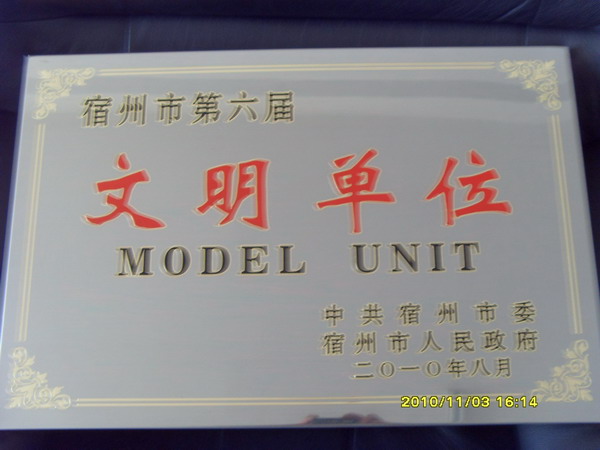 宿州市第六届
文明单位
MODEL UNIT
中共宿州市委
宿州市人民政府
二〇一〇年八月
2010/11/03 16:14